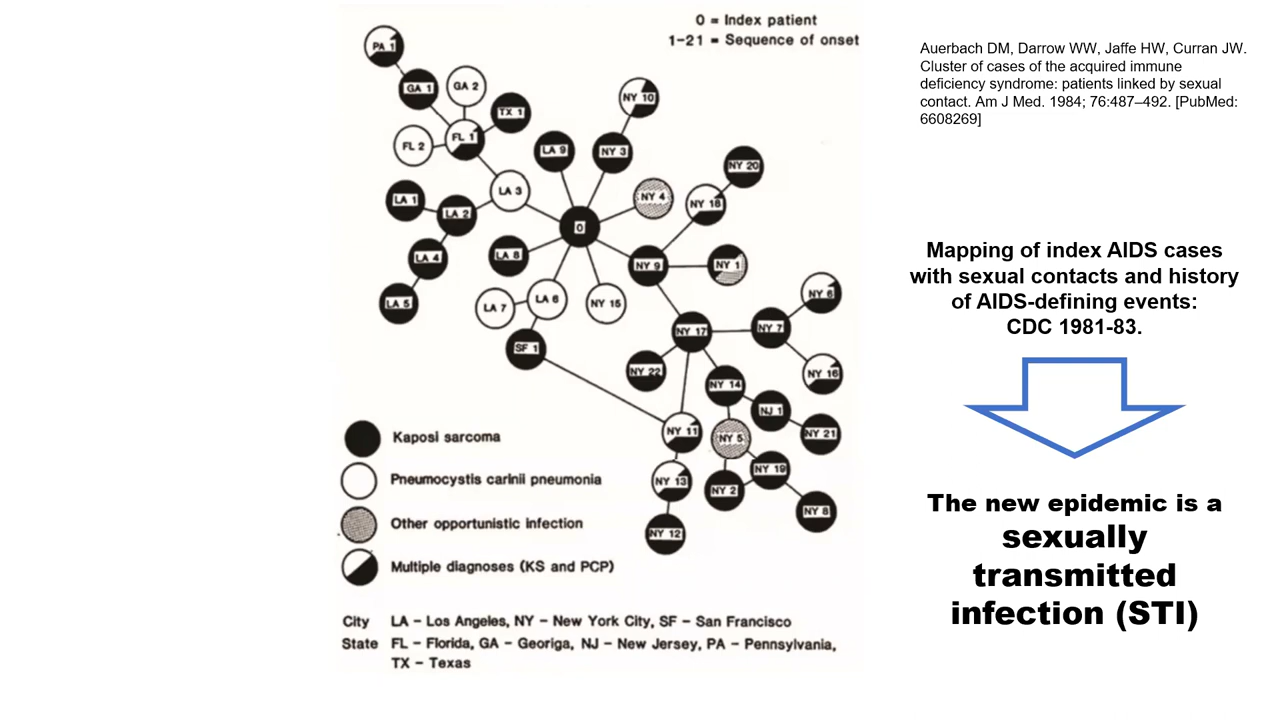 0 = Index patient
1-21 = Sequence of onset
PA 1
GA 1
GA 2
TX 1
FL 1
FL 2
LA 9
NY 3
NY 10
NY 20
LA 3
NY 4
NY 18
LA 1
LA 2
0
LA 4
LA 8
NY 9
NY 1
LA 5
LA 7
LA 6
NY 15
NY 6
SF 1
NY 17
NY 7
NY 22
NY 14
NY 16
NJ 1
NY 11
NY 5
NY 21
NY 13
NY 2
NY 19
NY 8
NY 12
Kaposi sarcoma
Pneumocystis carinii pneumonia
Other opportunistic infection
Multiple diagnoses (KS and PCP)
City LA – Los Angeles, NY – New York City, SF – San Francisco
State FL – Florida, GA – Georiga, NJ – New Jersey, PA – Pennsylvania,
TX – Texas
Auerbach DM, Darrow WW, Jaffe HW, Curran JW.
Cluster of cases of the acquired immune
deficiency syndrome: patients linked by sexual
contact. Am J Med. 1984; 76:487–492. [PubMed:
6608269]
Mapping of index AIDS cases
with sexual contacts and history
of AIDS-defining events:
CDC 1981-83.
The new epidemic is a
sexually
transmitted
infection (STI)